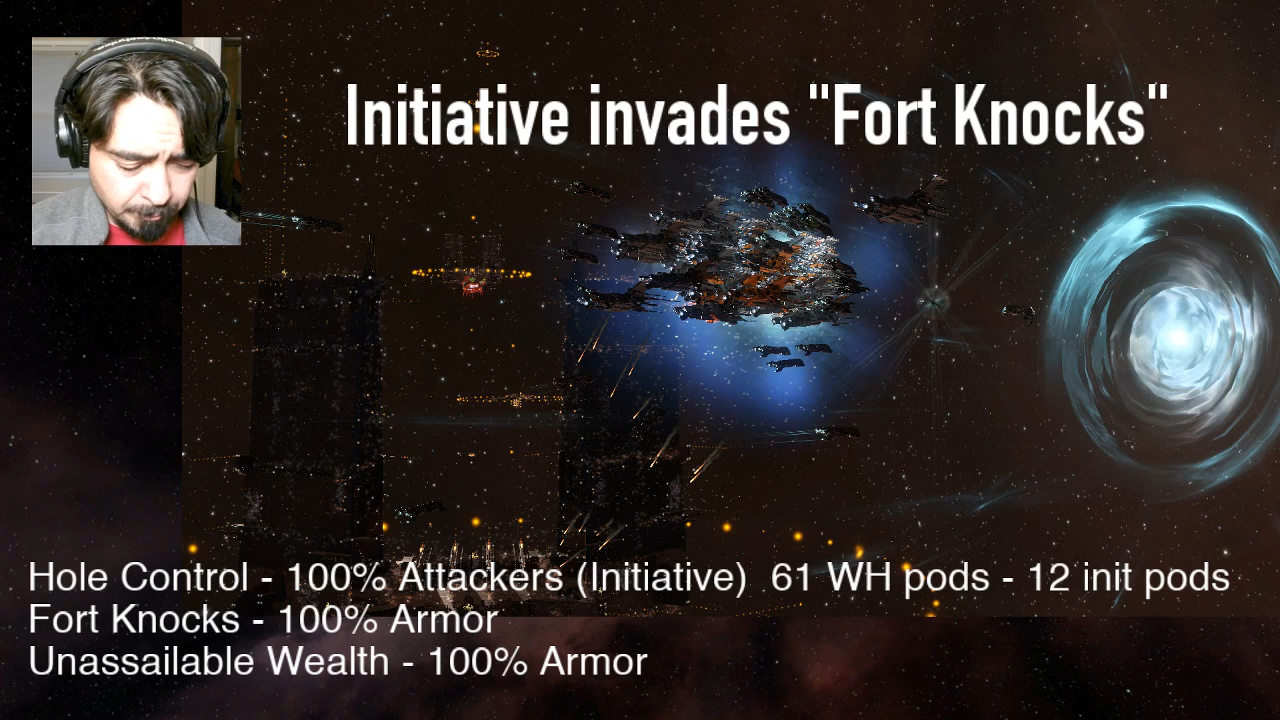 Initiative invades "Fort Knocks"
Hole Control - 100% Attackers (Initiative)  61 WH pods - 12 init pods
Fort Knocks - 100% Armor
Unassailable Wealth - 100% Armor